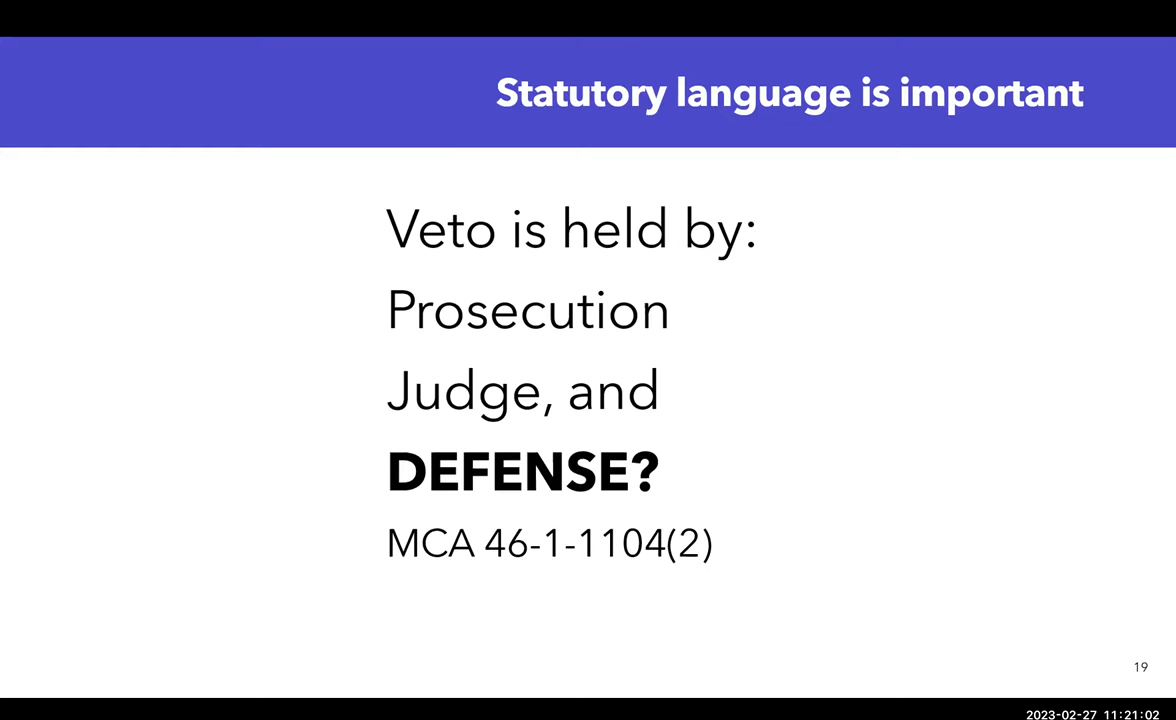 Statutory language is important
Veto is held by:
Prosecution
Judge, and
DEFENSE?
MCA 46-1-1104(2)
19
2023-02-27 11:21:02